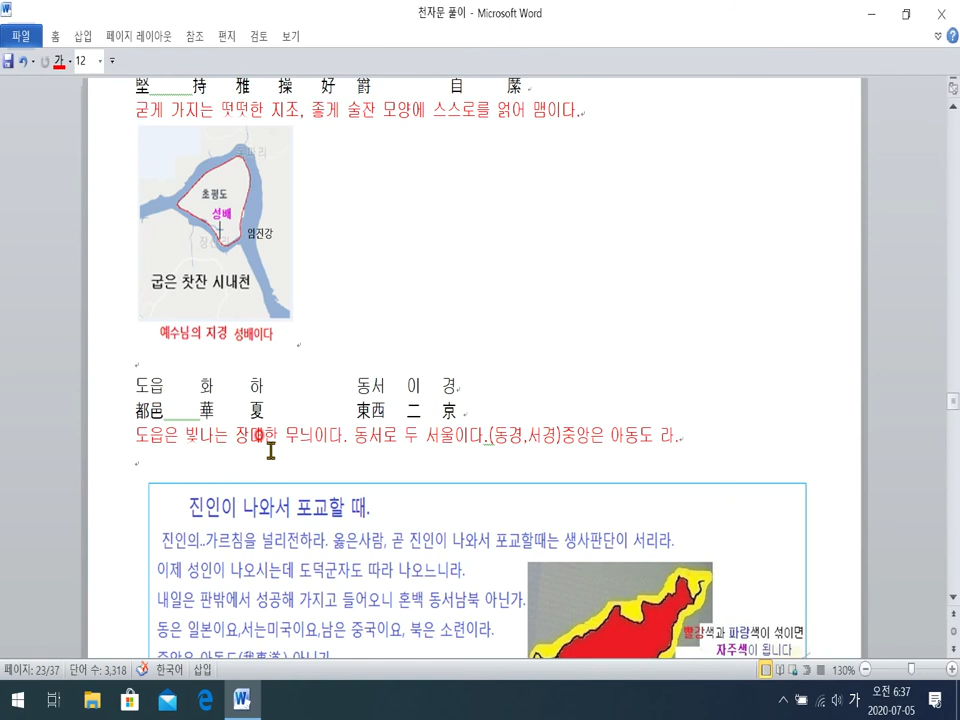 천자문 풀이 - Microsoft Word
파일 홈 삽입 페이지 레이아웃 참조 편지 검토 보기
가 12
堅 持 雅 操 好 爵 自 縻
굳게 가지는 떳떳한 지조, 좋게 술잔 모양에 스스로를 얽어 맴이다.
초평도
성배
임진강
굽은 찻잔 시내천
예수님의 지경 성배이다
도읍 화 하 동서 이 경
都邑 華 夏 東西 二 京
도읍은 빛나는 장대한 무늬이다. 동서로 두 서울이다.(동경,서경)중앙은 아동도 라.
진인이 나와서 포교할 때.
진인의..가르침을 널리전하라. 옳은사람, 곧 진인이 나와서 포교할때는 생사판단이 서리라.
이제 성인이 나오시는데 도덕군자도 따라 나오느니라.
내일은 판밖에서 성공해 가지고 들어오니 혼백 동서남북 아닌가.
동은 일본이요,서는미국이요,남은 중국이요, 북은 소련이라.
빨강색과 파랑색이 섞이면
자주색이 됩니다
페이지: 23/37 단어 수: 3,318 한국어 삽입 130%
가 오전 6:37
2020-07-05